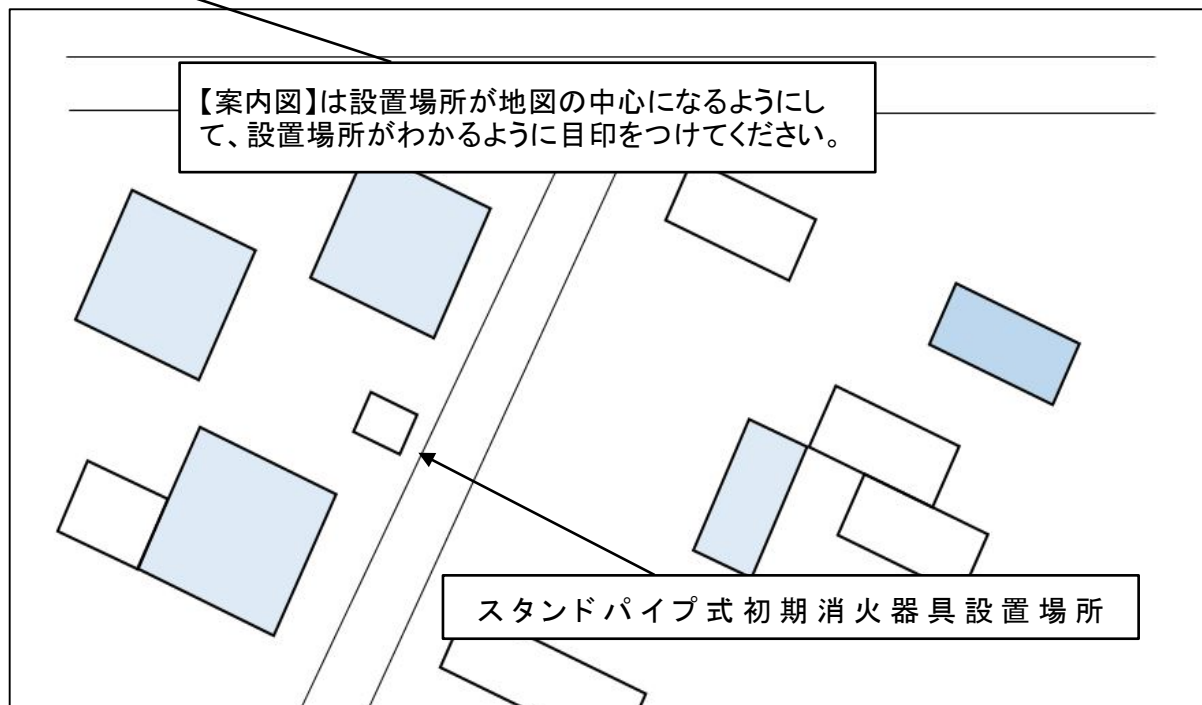 【案内図】は設置場所が地図の中心になるようにし
て、設置場所がわかるように目印をつけてください。
スタンドパイプ式初期消火器具設置場所